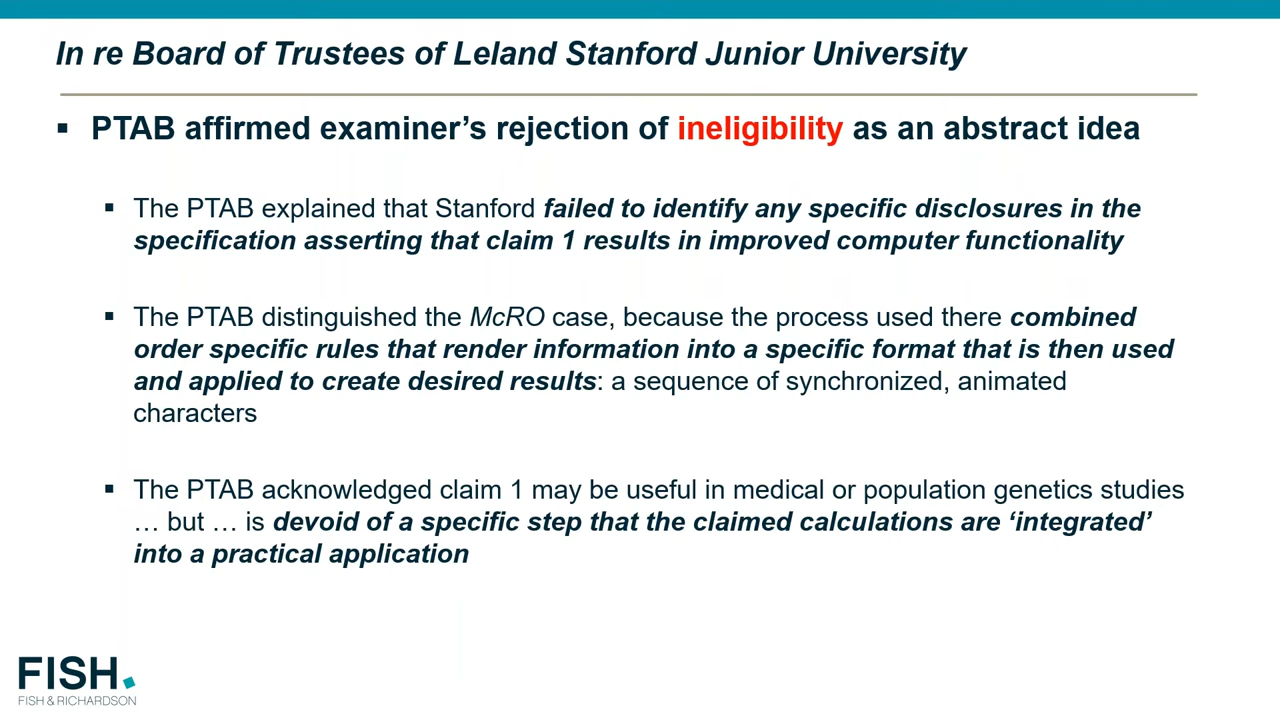 In re Board of Trustees of Leland Stanford Junior University
▪ PTAB affirmed examiner’s rejection of ineligibility as an abstract idea
▪ The PTAB explained that Stanford failed to identify any specific disclosures in the
specification asserting that claim 1 results in improved computer functionality
▪ The PTAB distinguished the McRO case, because the process used there combined
order specific rules that render information into a specific format that is then used
and applied to create desired results: a sequence of synchronized, animated
characters
▪ The PTAB acknowledged claim 1 may be useful in medical or population genetics studies
… but … is devoid of a specific step that the claimed calculations are ‘integrated’
into a practical application
FISH.
FISH & RICHARDSON